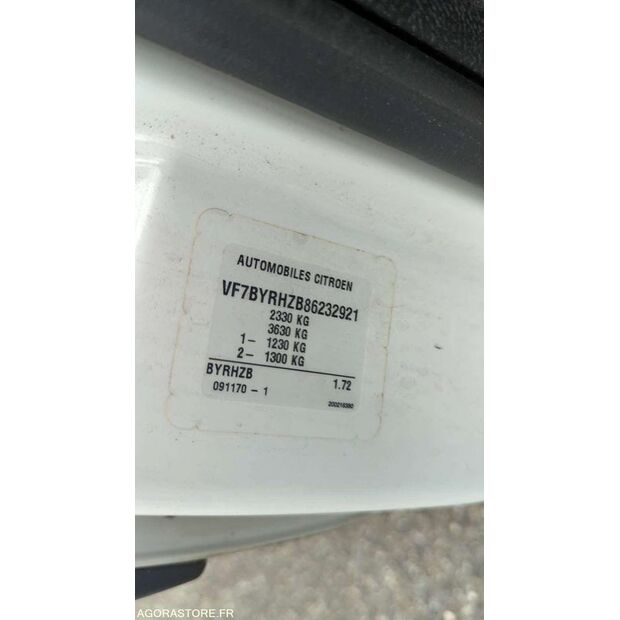 AUTOMOBILES CITROEN
VF7BYRHZB86232921
2330 KG
3630 KG
1– 1230 KG
2– 1300 KG
BYRHZB 1.72
091170 – 1 200218380
AGORASTORE.FR